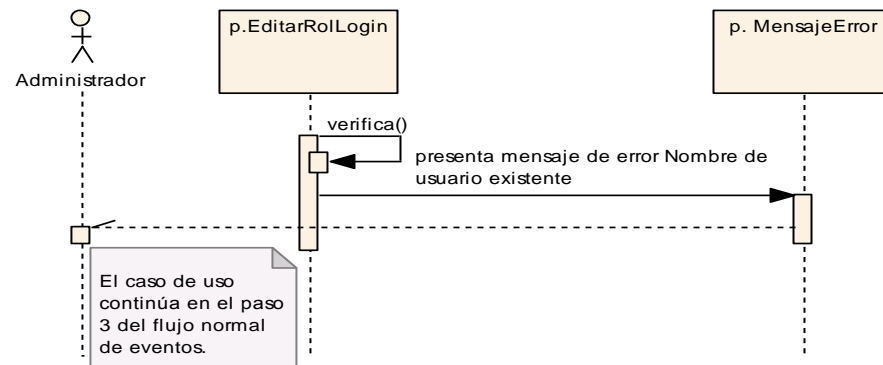 p.EditarRolLogin
p. MensajeError
Administrador
verifica()
presenta mensaje de error Nombre de
usuario existente
El caso de uso
continúa en el paso
3 del flujo normal
de eventos.